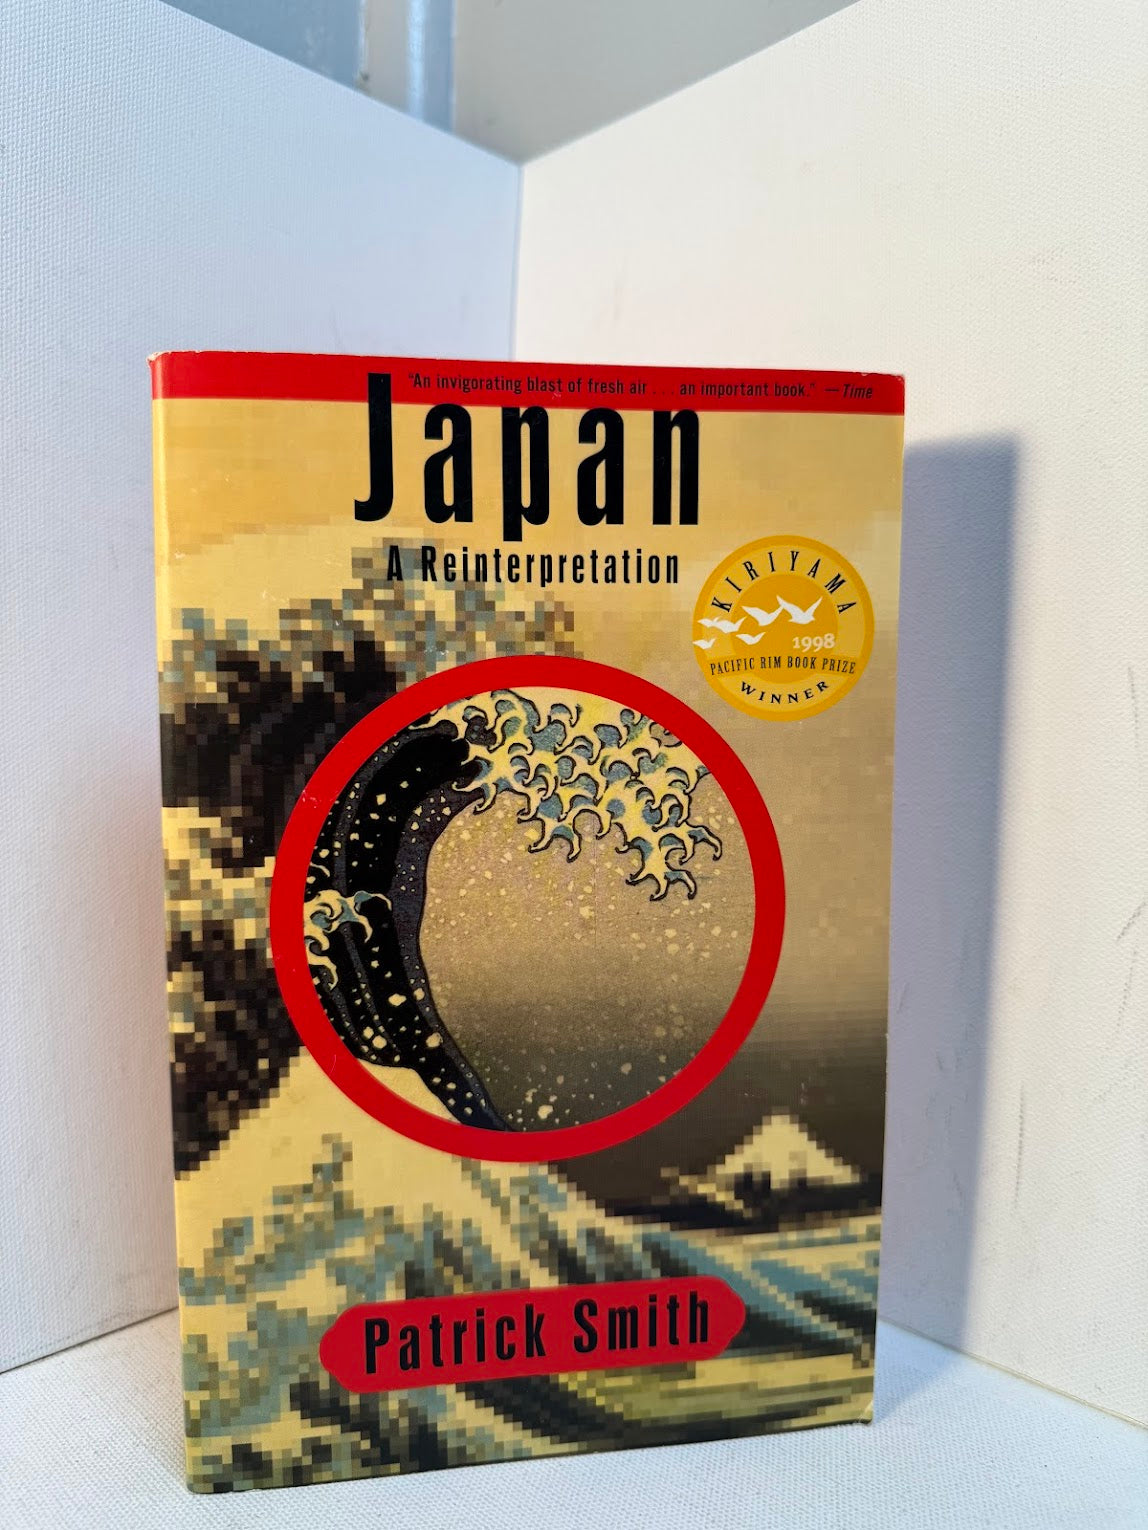 "An invigorating blast of fresh air . . . an important book." —Time
Japan
A Reinterpretation
KIRIYAMA
1998
PACIFIC RIM BOOK PRIZE
WINNER
Patrick Smith